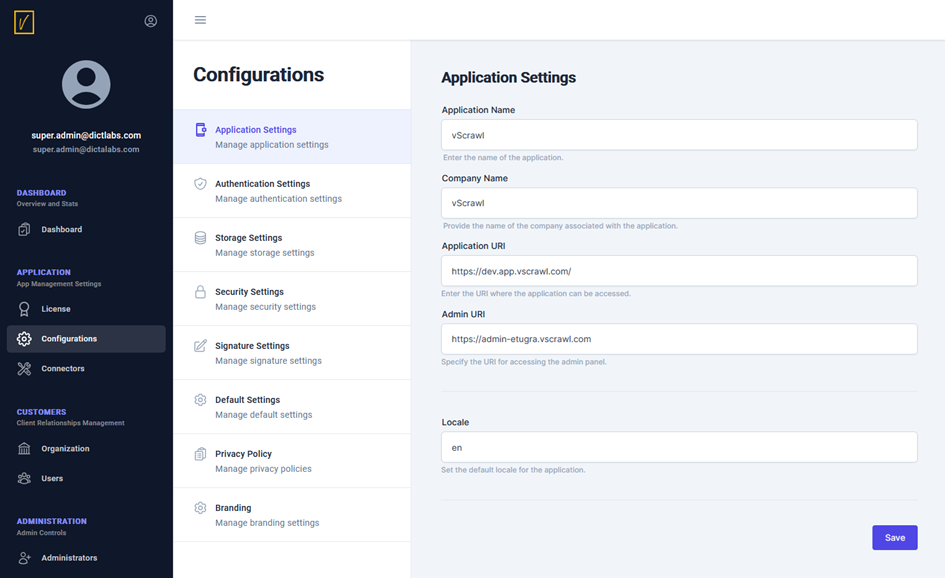 super.admin@dictlabs.com
super.admin@dictalabs.com
DASHBOARD
Overview and Stats
Dashboard
APPLICATION
App Management Settings
License
Configurations
Connectors
CUSTOMERS
Client Relationships Management
Organization
Users
ADMINISTRATION
Admin Controls
Administrators
Configurations
Application Settings
Manage application settings
Authentication Settings
Manage authentication settings
Storage Settings
Manage storage settings
Security Settings
Manage security settings
Signature Settings
Manage signature settings
Default Settings
Manage default settings
Privacy Policy
Manage privacy policies
Branding
Manage branding settings
Application Settings
Application Name
vScrawl
Enter the name of the application.
Company Name
vScrawl
Provide the name of the company associated with the application.
Application URI
https://dev.app.vscrawl.com/
Enter the URI where the application can be accessed.
Admin URI
https://admin-etugra.vscrawl.com
Specify the URI for accessing the admin panel.
Locale
en
Set the default locale for the application.
Save